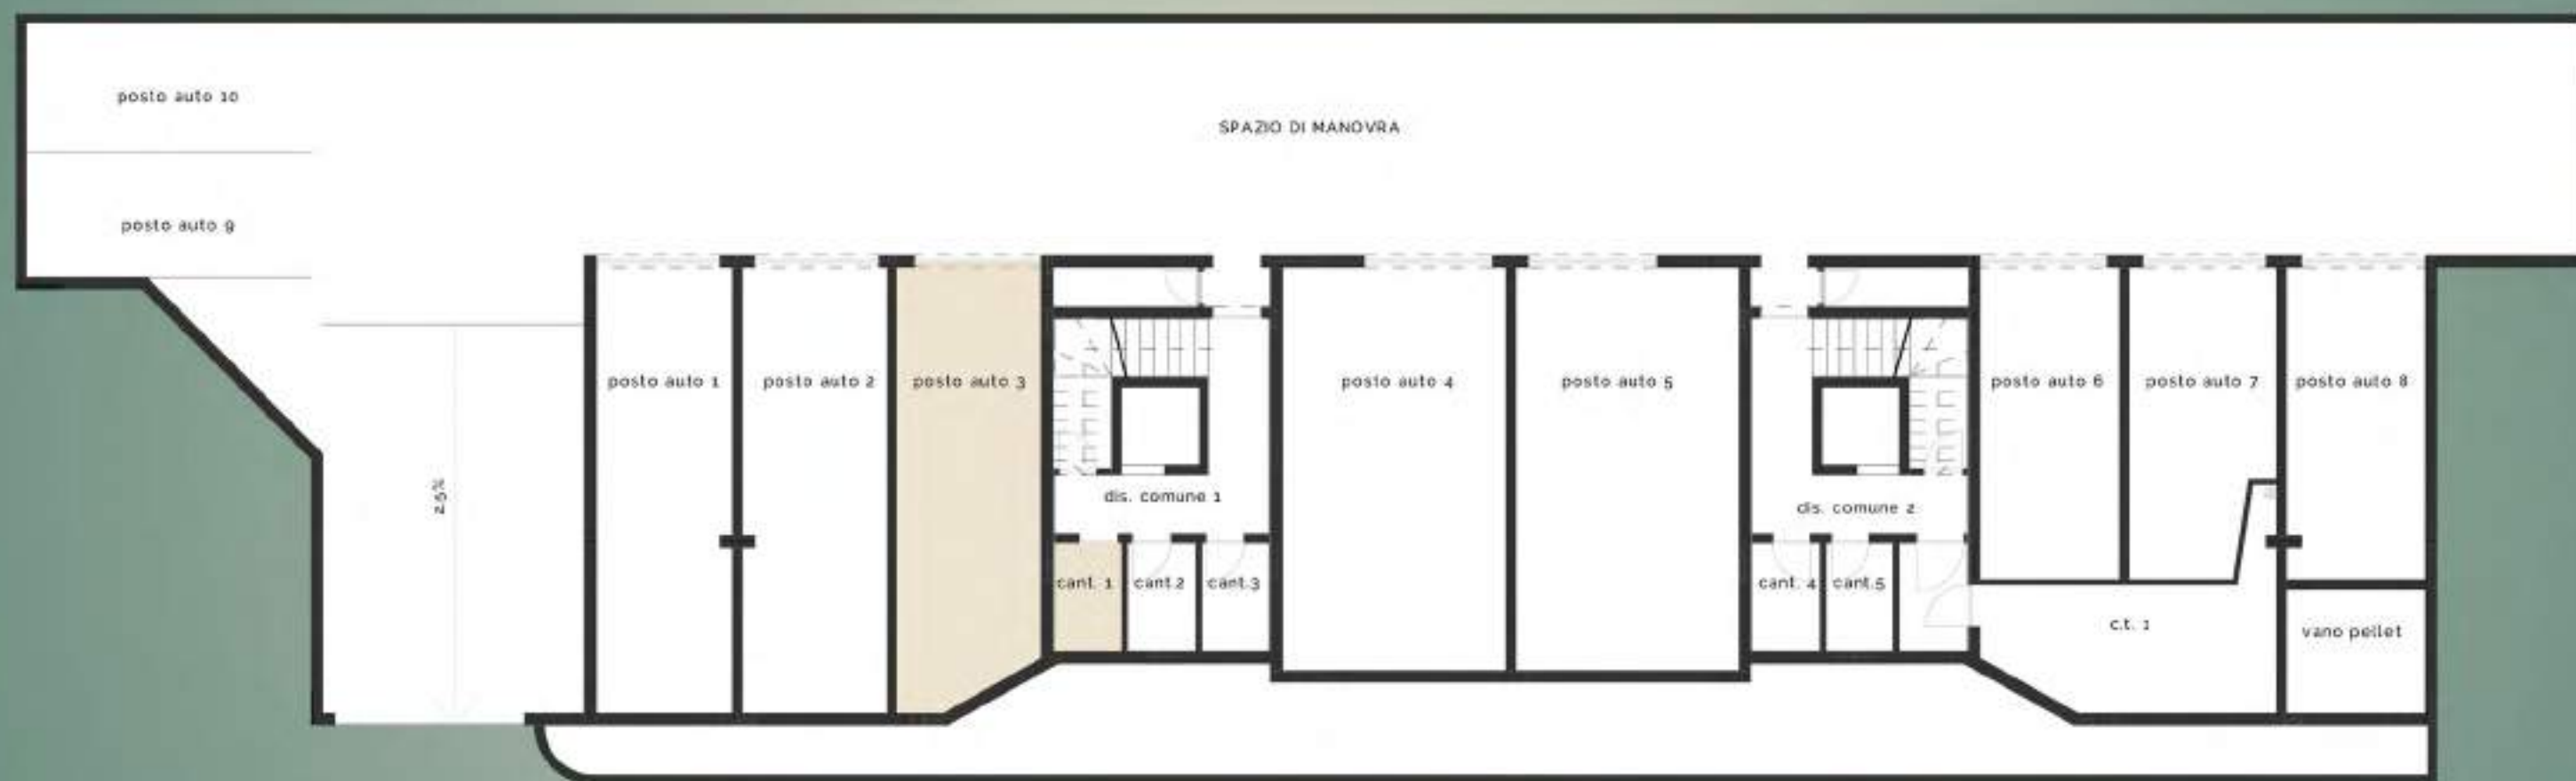 posto auto 10
SPAZIO DI MANOVRA
posto auto 9
posto auto 1
posto auto 2
posto auto 3
posto auto 4
posto auto 5
posto auto 6
posto auto 7
posto auto 8
25%
dis. comune 1
dis. comune 2
cant. 1
cant.2
cant.3
cant. 4
cant.5
c.t. 1
vano pellet